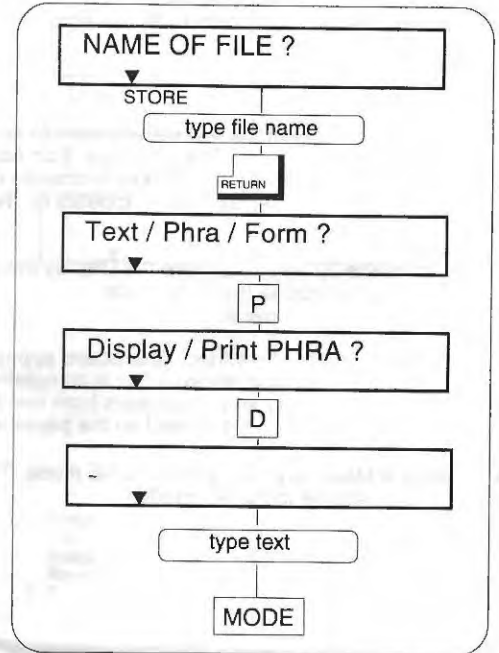 NAME OF FILE ?
STORE
type file name
RETURN
Text / Phra / Form ?
P
Display / Print PHRA ?
D
-
type text
MODE